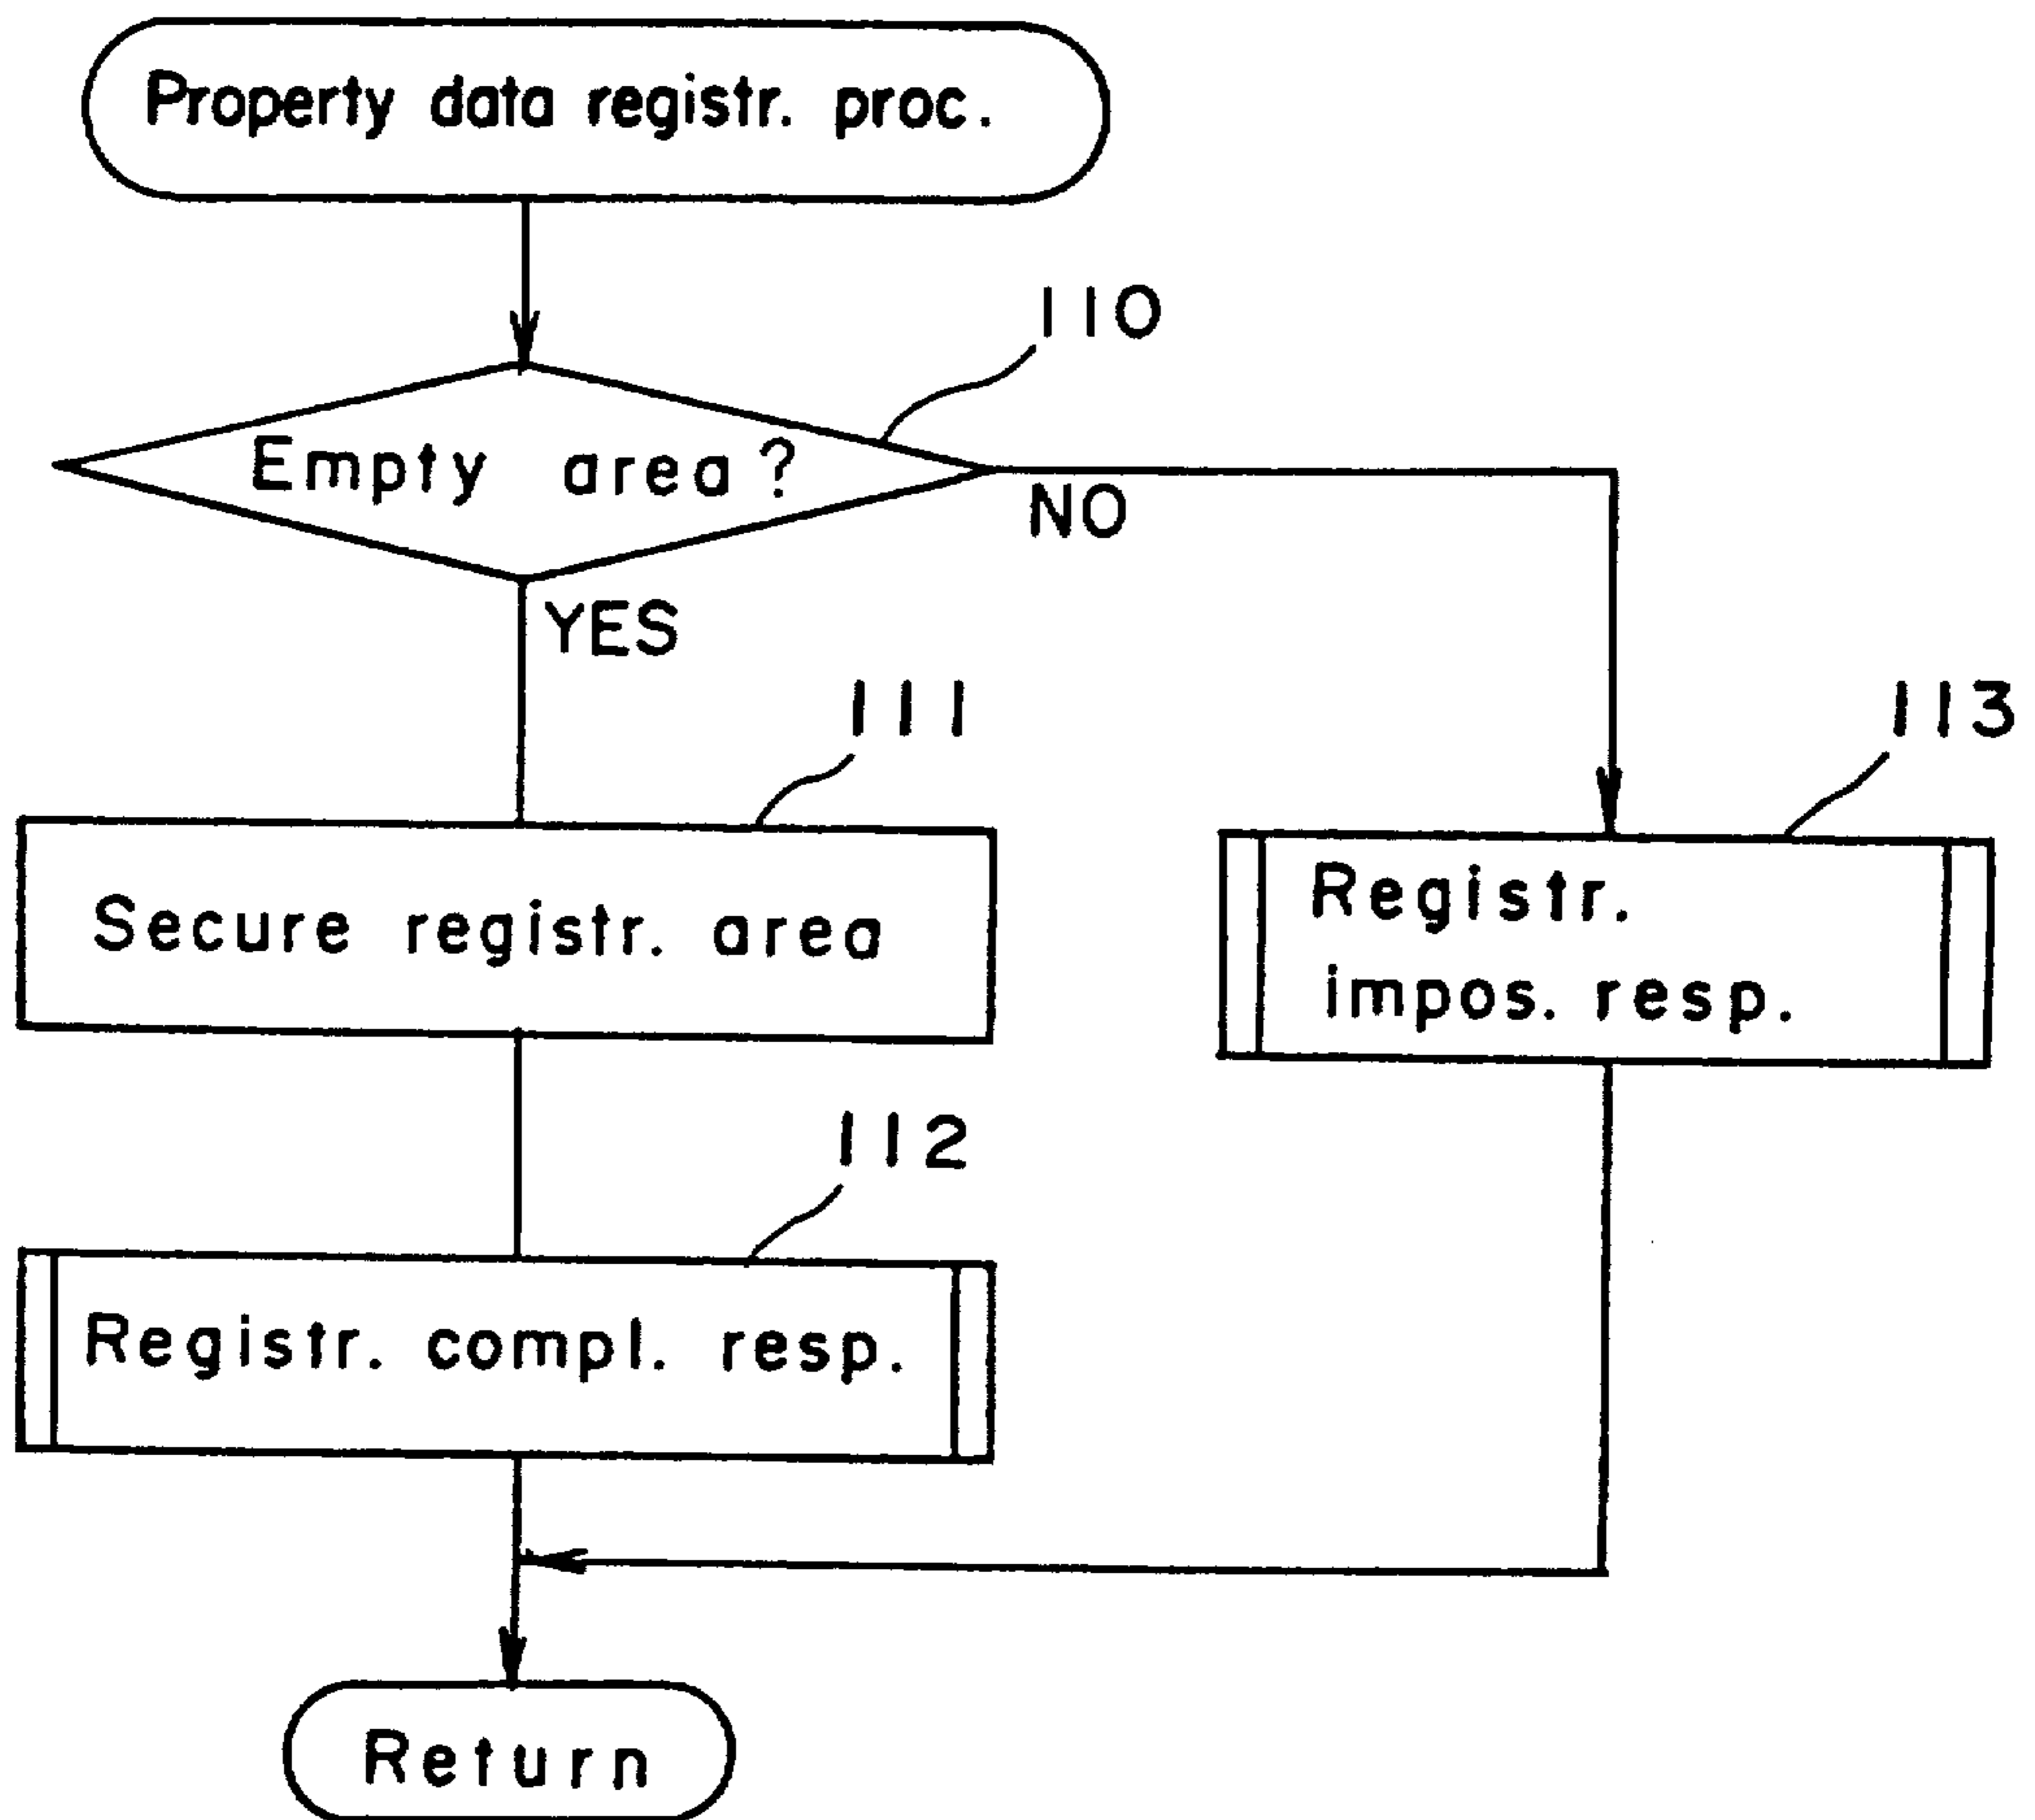 Property data registr. proc.
110
Empty area?
NO
YES
111
113
Secure registr. area
Registr.
impos. resp.
112
Registr. compl. resp.
Return